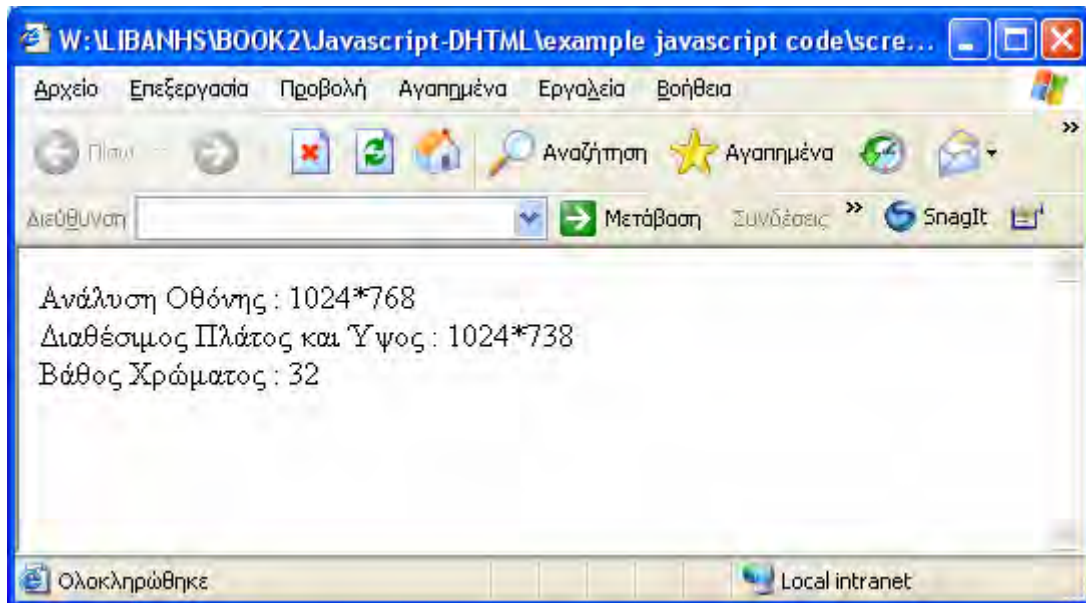 W:\LIBANHS\BOOK2\Javascript-DHTML\example javascript code\scre...
Αρχείο Επεξεργασία Προβολή Αγαπημένα Εργαλεία Βοήθεια
Πίσω Αναζήτηση Αγαπημένα »
Διεύθυνση Μετάβαση Συνδέσεις » SnagIt
Ανάλυση Οθόνης : 1024*768
Διαθέσιμος Πλάτος και Ύψος : 1024*738
Βάθος Χρώματος : 32
Ολοκληρώθηκε Local intranet